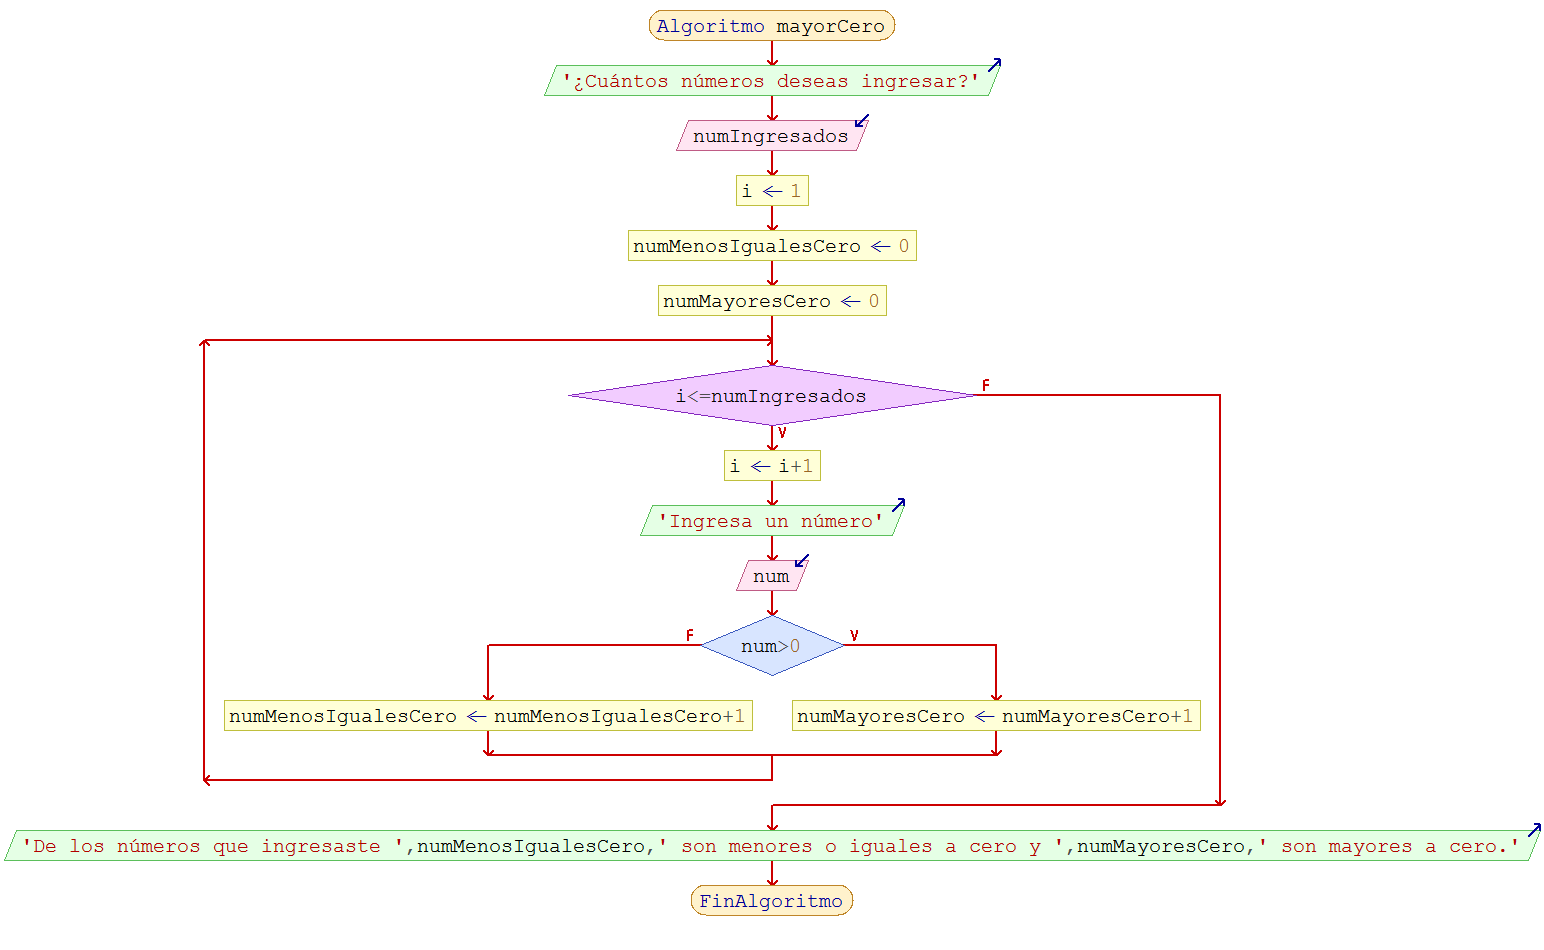 Algoritmo mayorCero
'¿Cuántos números deseas ingresar?'
numIngresados
i ← 1
numMenosIgualesCero ← 0
numMayoresCero ← 0
i<=numIngresados
F
V
i ← i+1
'Ingresa un número'
num
F
V
num>0
numMenosIgualesCero ← numMenosIgualesCero+1
numMayoresCero ← numMayoresCero+1
'De los números que ingresaste ',numMenosIgualesCero,' son menores o iguales a cero y ',numMayoresCero,' son mayores a cero.'
FinAlgoritmo